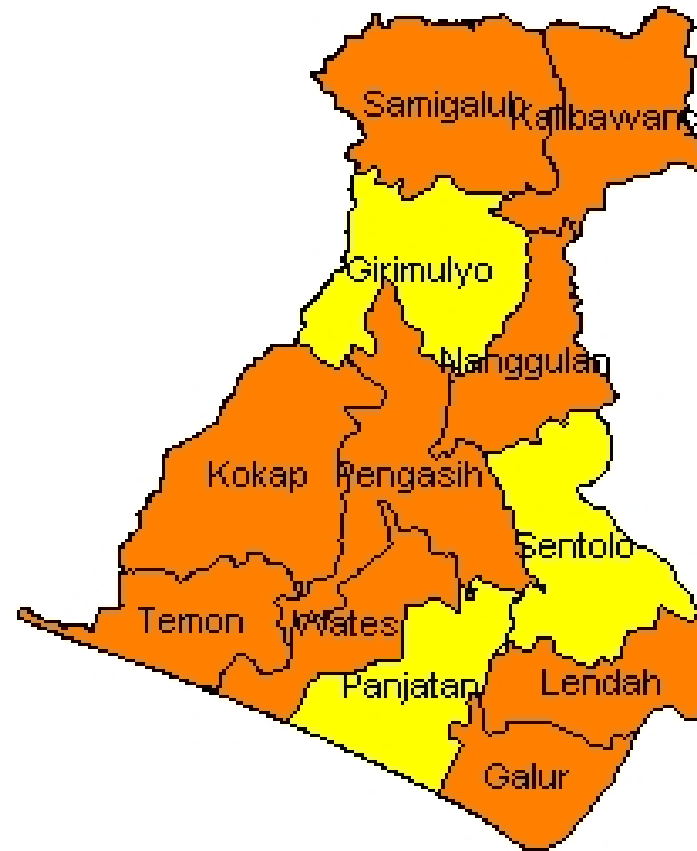 Samigaluh
Kalibawang
Girimulyo
Nanggulan
Kokap
Pengasih
Sentolo
Temon
Wates
Panjatan
Lendah
Galur